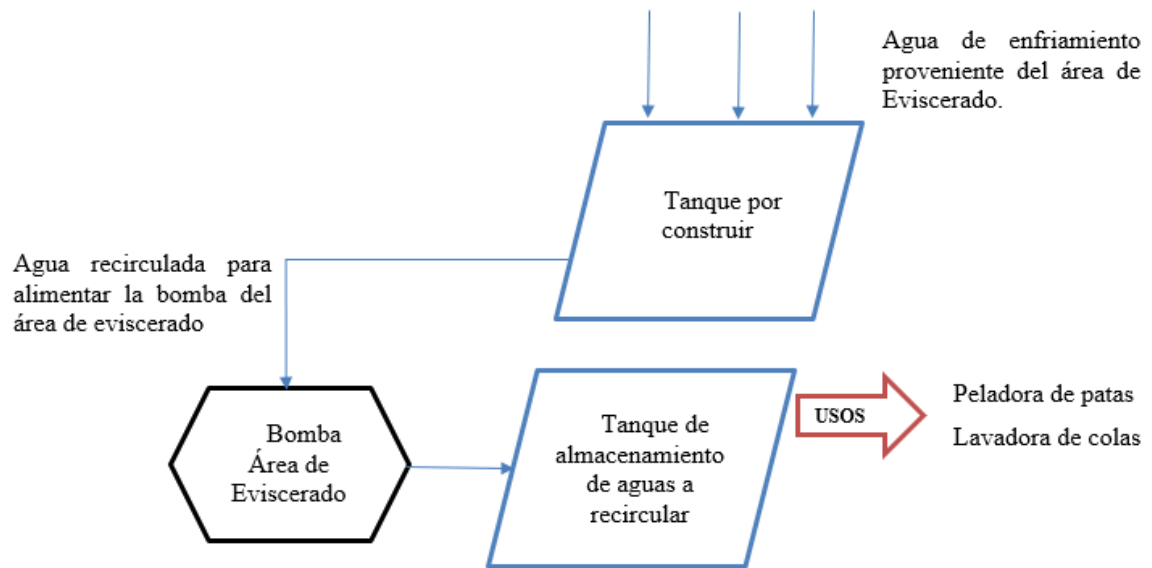 Agua de enfriamiento
proveniente del área de
Eviscerado.
Tanque por
construir
Agua recirculada para
alimentar la bomba del
área de eviscerado
Bomba
Área de
Eviscerado
Tanque de
almacenamiento
de aguas a
recircular
USOS
Peladora de patas
Lavadora de colas